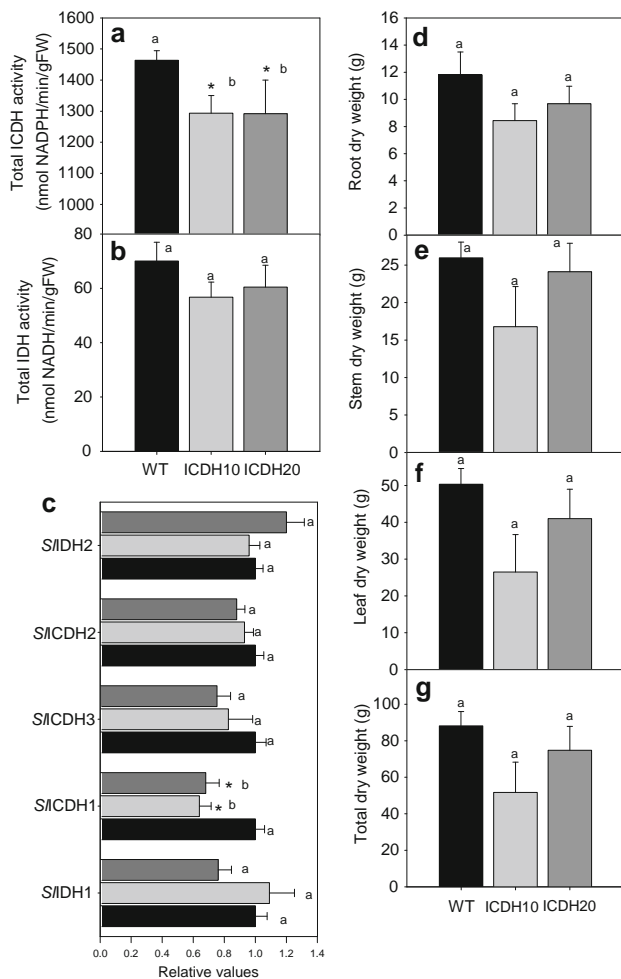 a
Total ICDH activity
(nmol NADPH/min/gFW)
1600
1500
1400
1300
1200
1100
1000
80
a
* b
* b
b
Total IDH activity
(nmol NADH/min/gFW)
80
60
40
20
0
a
a
a
WT ICDH10 ICDH20
c
SlIDH2
a
a
a
SlICDH2
a
a
a
SlICDH3
a
a
a
SlICDH1
* b
* b
a
SlIDH1
a
a
a
0.0 0.2 0.4 0.6 0.8 1.0 1.2 1.4
Relative values
d
Root dry weight (g)
16
14
12
10
8
6
4
2
0
a
a
a
e
Stem dry weight (g)
25
20
15
10
5
0
a
a
a
f
Leaf dry weight (g)
50
40
30
20
10
0
a
a
a
g
Total dry weight (g)
100
80
60
40
20
0
a
a
a
WT ICDH10 ICDH20